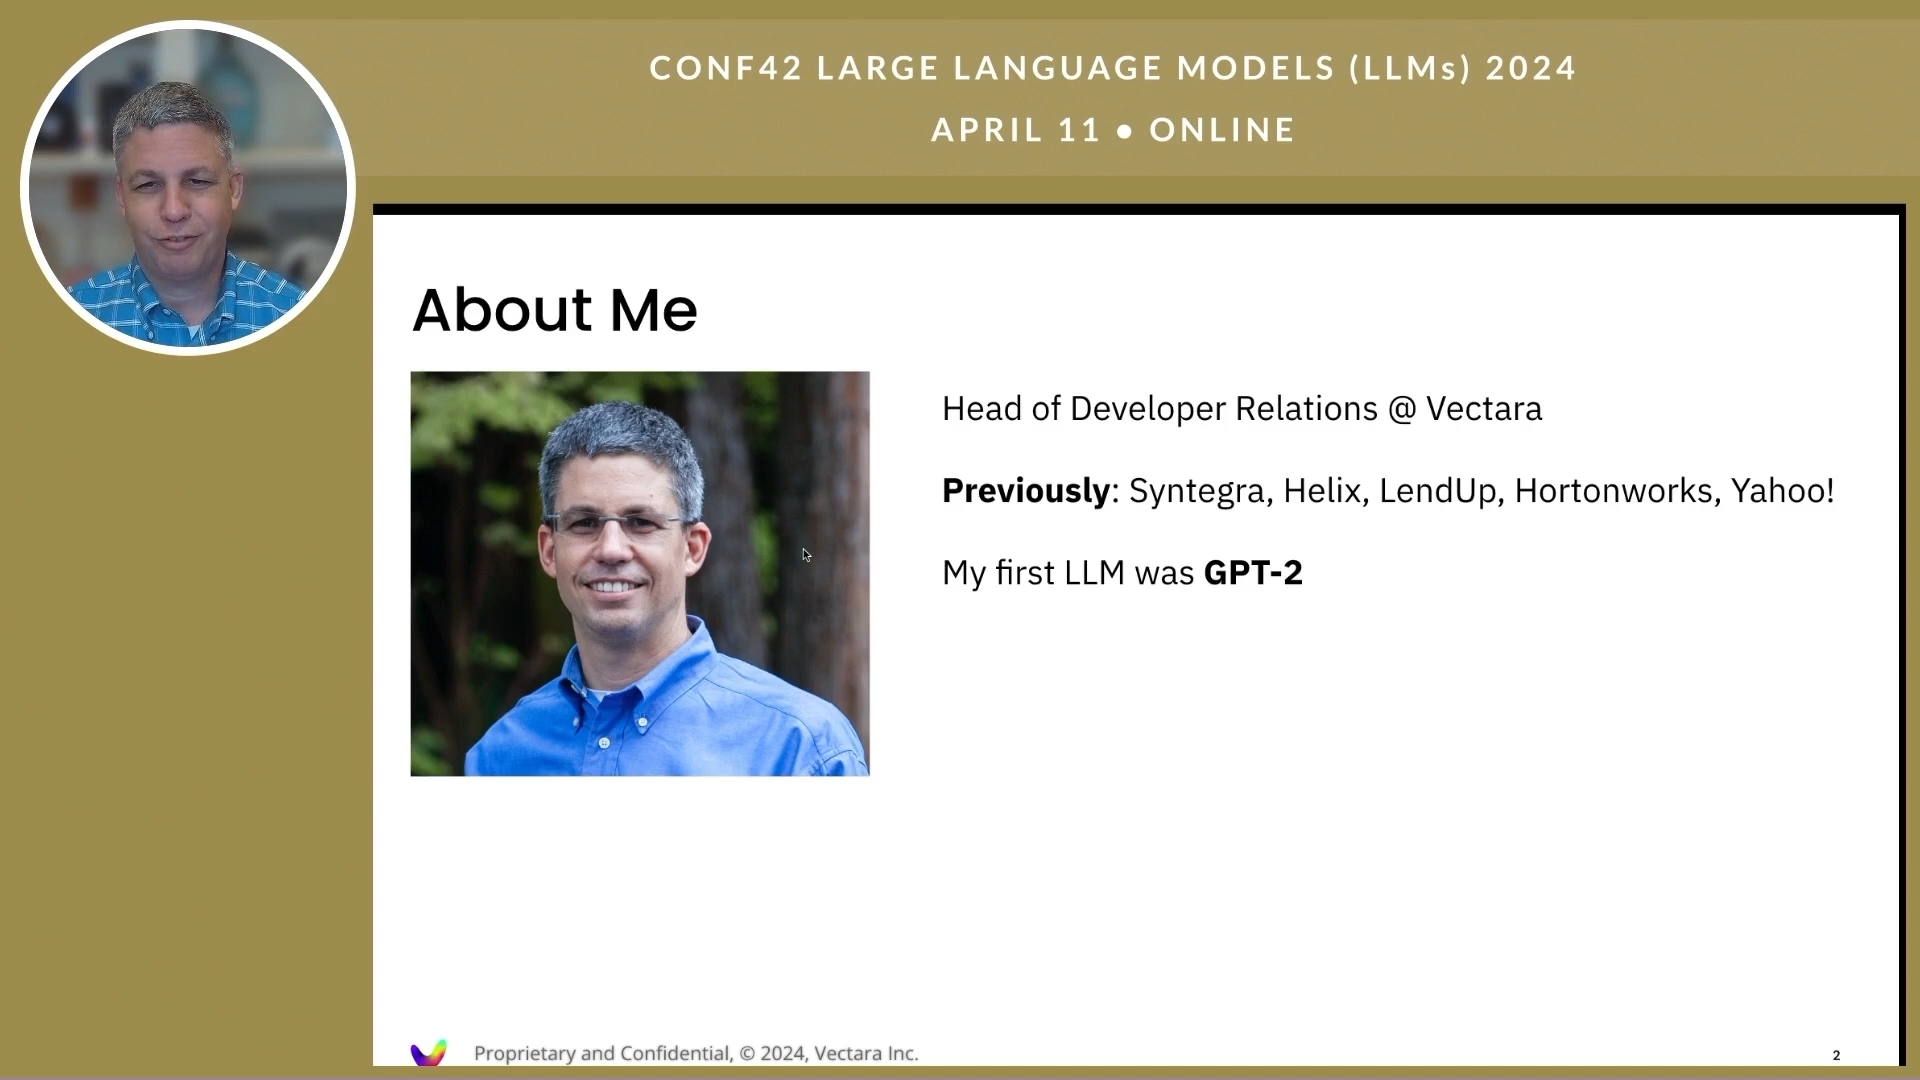 CONF42 LARGE LANGUAGE MODELS (LLMs) 2024
APRIL 11 ● ONLINE
About Me
Head of Developer Relations @ Vectara
Previously: Syntegra, Helix, LendUp, Hortonworks, Yahoo!
My first LLM was GPT-2
Proprietary and Confidential, © 2024, Vectara Inc.
2